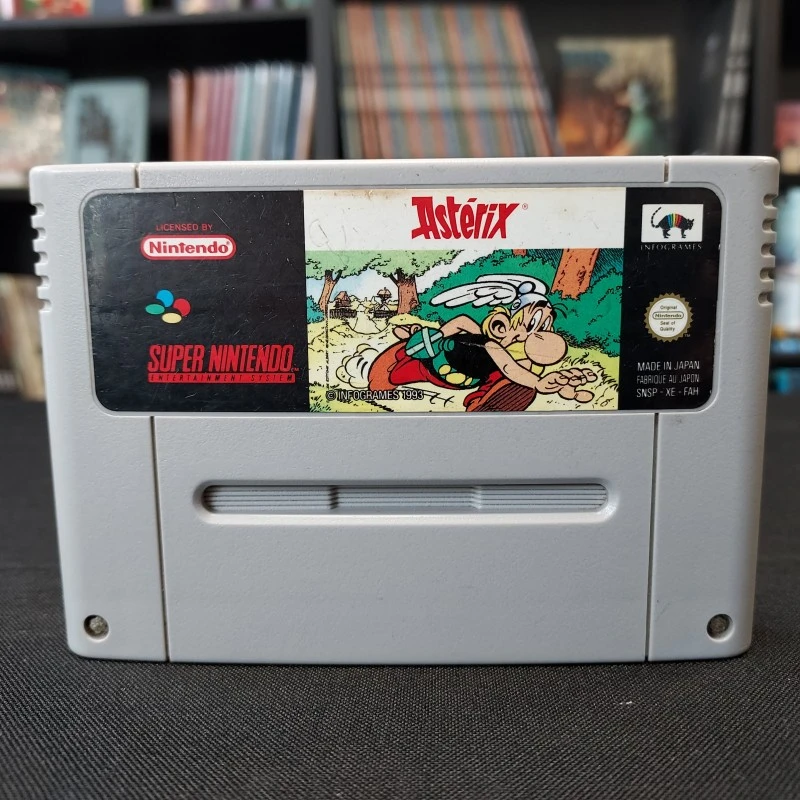 LICENSED BY
Nintendo®
SUPER NINTENDO™
ENTERTAINMENT SYSTEM
Astérix®
© INFOGRAMES 1993
INFOGRAMES
Original
Nintendo
Seal of
Quality
MADE IN JAPAN
FABRIQUE AU JAPON
SNSP - XE - FAH